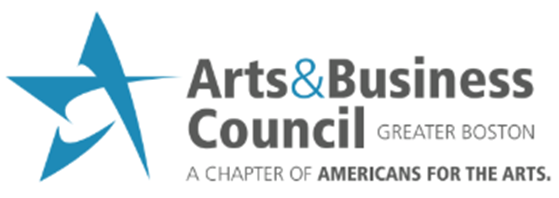 Arts&Business
Council GREATER BOSTON
A CHAPTER OF AMERICANS FOR THE ARTS.